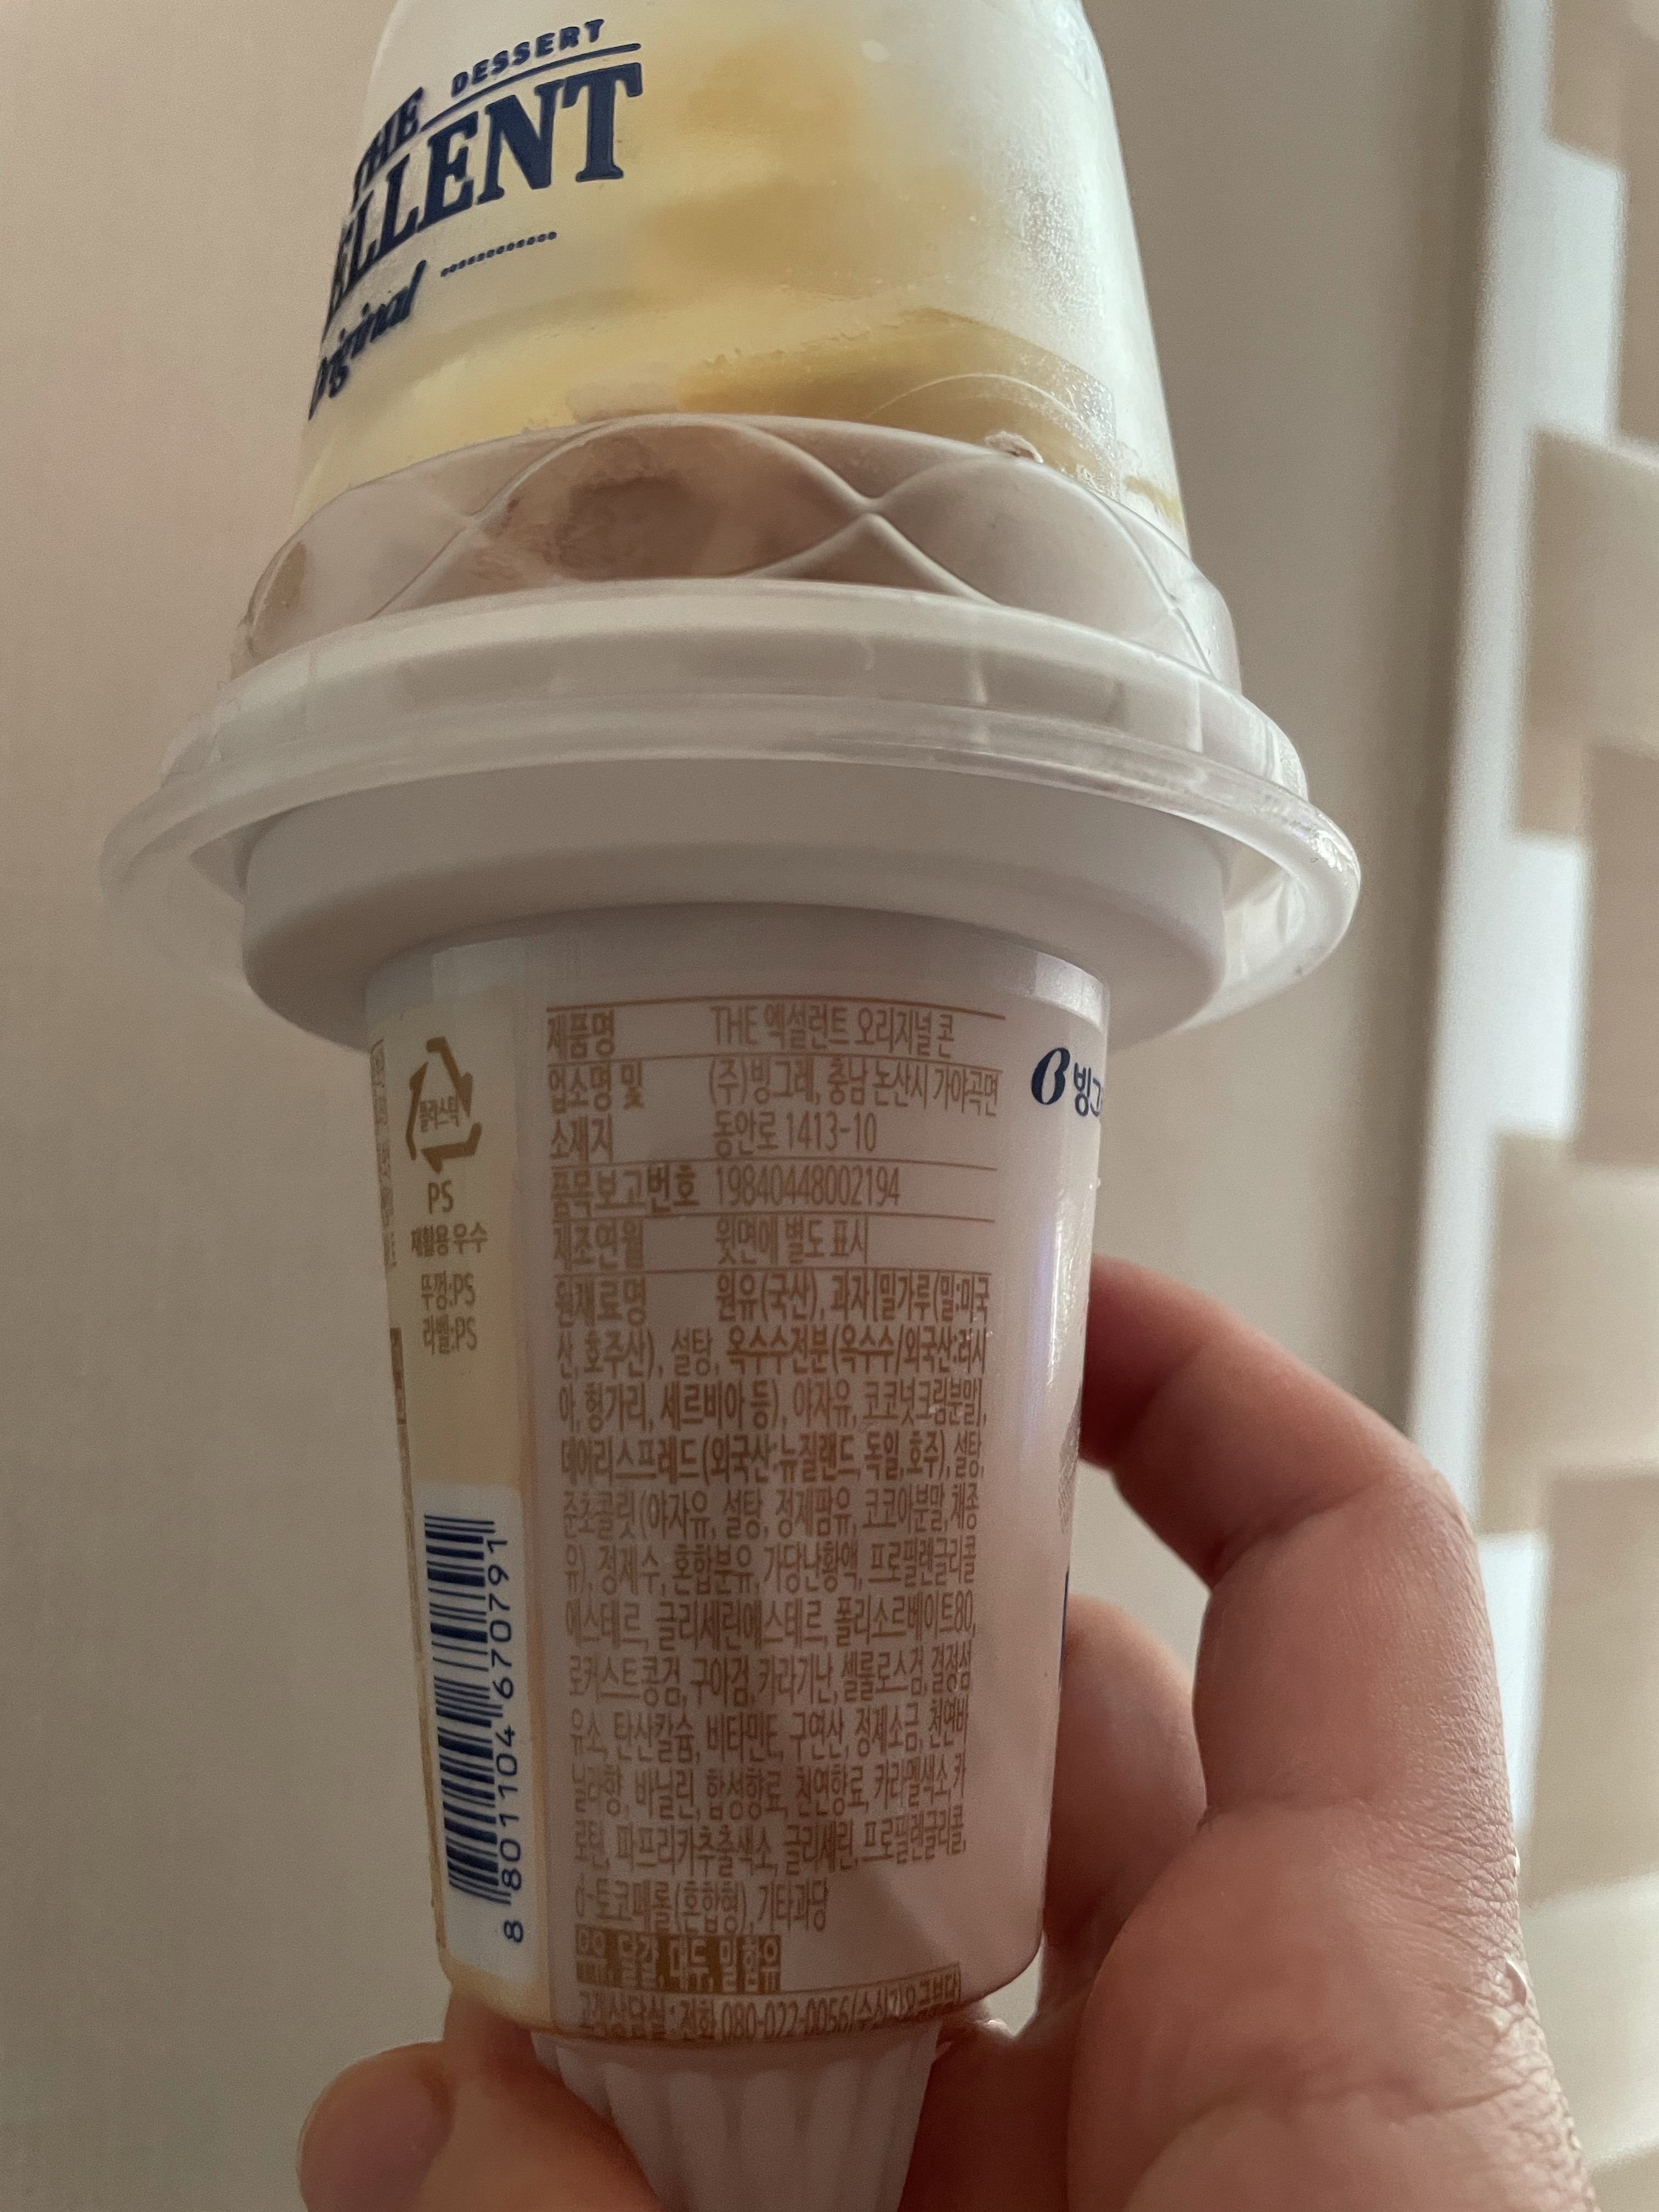 DESSERT
THE
ELLENT
Original
제품명 THE 엑설런트 오리지널 콘
업소명 및 (주)빙그레, 충남 논산시 가야곡면
소재지 동안로 1413-10
품목보고번호 19840448002194
제조연월 윗면에 별도 표시
원재료명 원유(국산), 과자[밀가루(밀:미국
산, 호주산), 설탕, 옥수수전분(옥수수/외국산:러시
아, 헝가리, 세르비아 등), 야자유, 코코넛크림분말],
데어리스프레드(외국산:뉴질랜드, 독일, 호주), 설탕,
준초콜릿(야자유, 설탕, 정제팜유, 코코아분말, 채종
유), 정제수, 혼합분유, 가당난황액, 프로필렌글리콜
에스테르, 글리세린에스테르, 폴리소르베이트80,
로커스트콩검, 구아검, 카라기난, 셀룰로스검, 결정셀
유소, 탄산칼슘, 비타민E, 구연산, 정제소금, 천연바
닐라향, 바닐린, 합성향료, 천연향료, 카라멜색소, 카
로틴, 파프리카추출색소, 글리세린, 프로필렌글리콜,
d-토코페롤(혼합형), 기타과당
우유, 달걀, 대두, 밀 함유
고객상담실: 전화 080-022-0056(수신자요금부담)
플라스틱
PS
재활용 우수
뚜껑:PS
라벨:PS
8 801104 670791
빙그